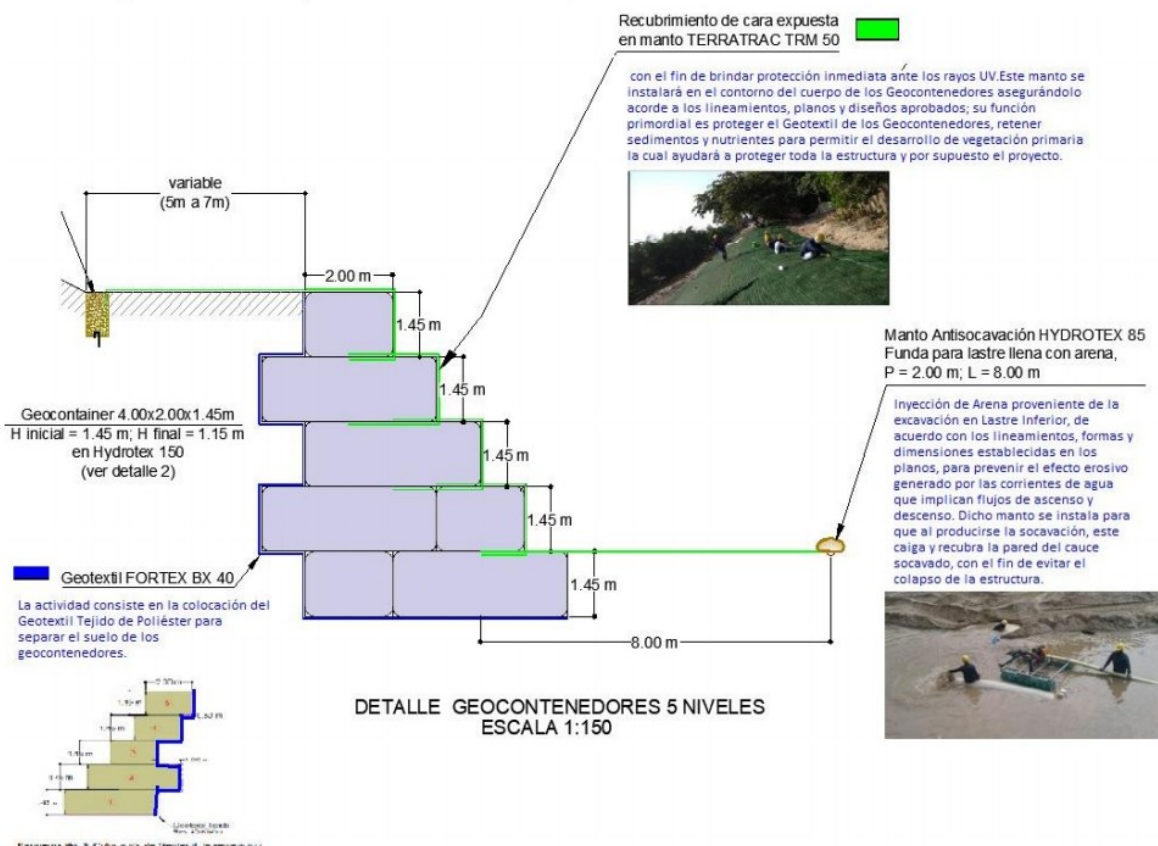 Recubrimiento de cara expuesta
en manto TERRATRAC TRM 50
con el fin de brindar protección inmediata ante los rayos UV.Este manto se
instalará en el contorno del cuerpo de los Geocontenedores asegurándolo
acorde a los lineamientos, planos y diseños aprobados; su función
primordial es proteger el Geotextil de los Geocontenedores, retener
sedimentos y nutrientes para permitir el desarrollo de vegetación primaria
la cual ayudará a proteger toda la estructura y por supuesto el proyecto.
variable
(5m a 7m)
2.00 m
1.45 m
1.45 m
1.45 m
1.45 m
1.45 m
8.00 m
Geocontainer 4.00x2.00x1.45m
H inicial = 1.45 m; H final = 1.15 m
en Hydrotex 150
(ver detalle 2)
Manto Antisocavación HYDROTEX 85
Funda para lastre llena con arena,
P = 2.00 m; L = 8.00 m
Inyección de Arena proveniente de la
excavación en Lastre Inferior, de
acuerdo con los lineamientos, formas y
dimensiones establecidas en los
planos, para prevenir el efecto erosivo
generado por las corrientes de agua
que implican flujos de ascenso y
descenso. Dicho manto se instala para
que al producirse la socavación, este
caiga y recubra la pared del cauce
socavado, con el fin de evitar el
colapso de la estructura.
Geotextil FORTEX BX 40
La actividad consiste en la colocación del
Geotextil Tejido de Poliéster para
separar el suelo de los
geocontenedores.
DETALLE GEOCONTENEDORES 5 NIVELES
ESCALA 1:150